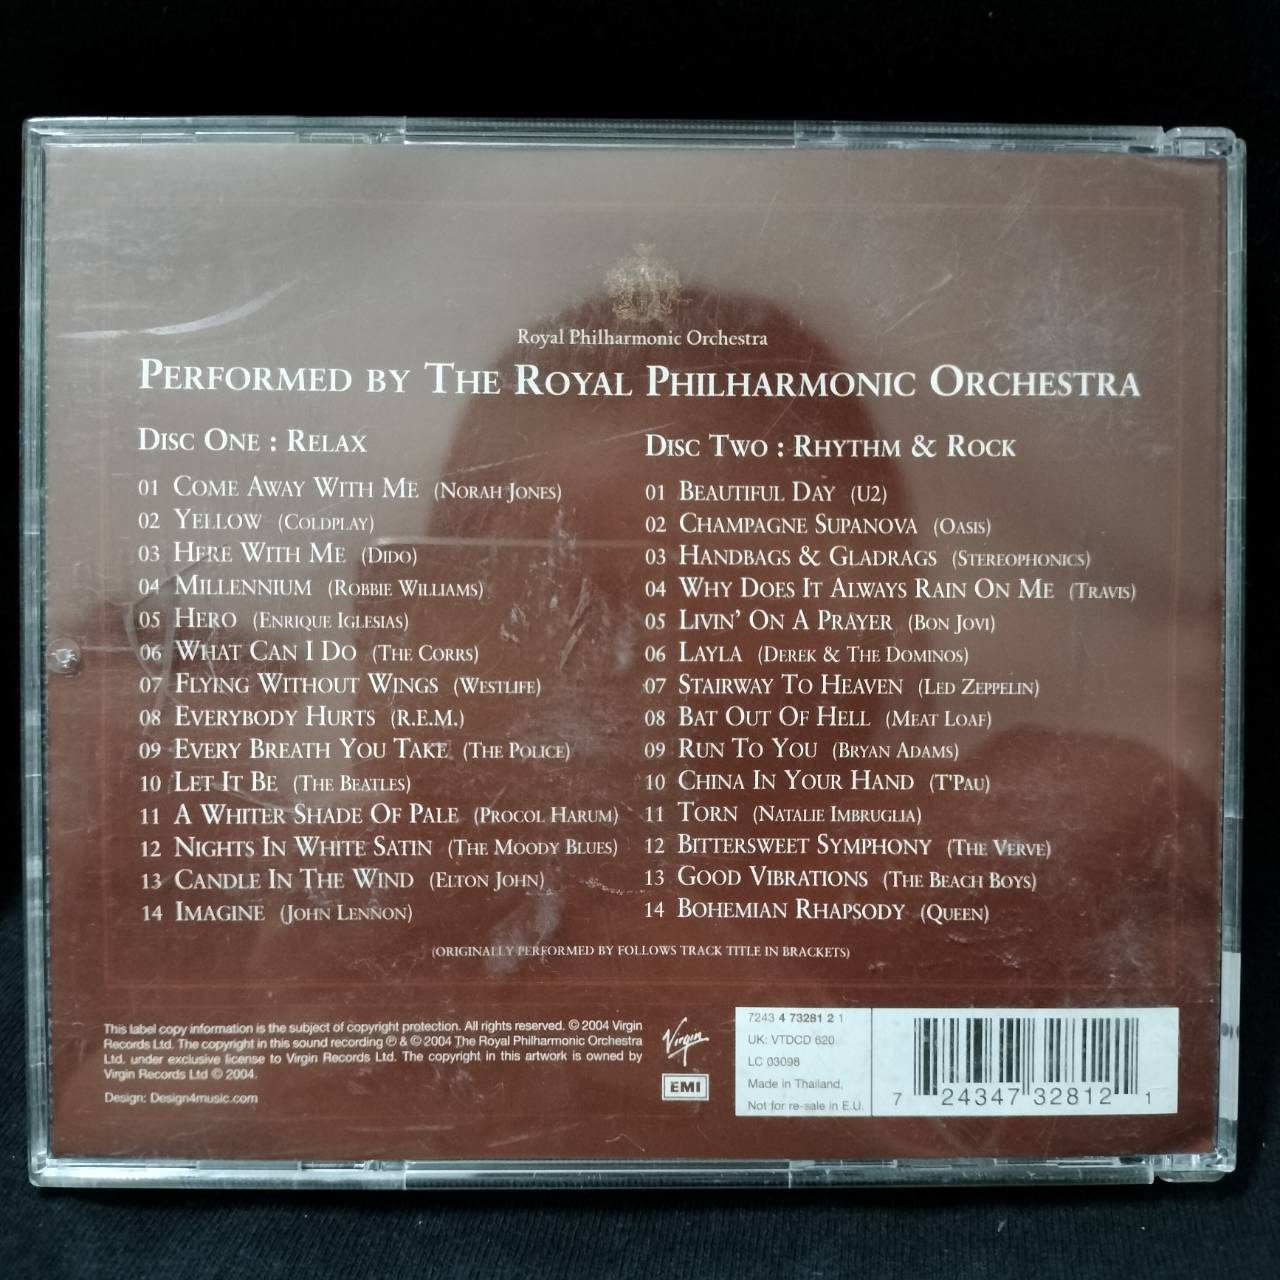 Royal Philharmonic Orchestra
PERFORMED BY THE ROYAL PHILHARMONIC ORCHESTRA
DISC ONE : RELAX
01 COME AWAY WITH ME (NORAH JONES)
02 YELLOW (COLDPLAY)
03 HERE WITH ME (DIDO)
04 MILLENNIUM (ROBBIE WILLIAMS)
05 HERO (ENRIQUE IGLESIAS)
06 WHAT CAN I DO (THE CORRS)
07 FLYING WITHOUT WINGS (WESTLIFE)
08 EVERYBODY HURTS (R.E.M.)
09 EVERY BREATH YOU TAKE (THE POLICE)
10 LET IT BE (THE BEATLES)
11 A WHITER SHADE OF PALE (PROCOL HARUM)
12 NIGHTS IN WHITE SATIN (THE MOODY BLUES)
13 CANDLE IN THE WIND (ELTON JOHN)
14 IMAGINE (JOHN LENNON)
DISC TWO : RHYTHM & ROCK
01 BEAUTIFUL DAY (U2)
02 CHAMPAGNE SUPANOVA (OASIS)
03 HANDBAGS & GLADRAGS (STEREOPHONICS)
04 WHY DOES IT ALWAYS RAIN ON ME (TRAVIS)
05 LIVIN' ON A PRAYER (BON JOVI)
06 LAYLA (DEREK & THE DOMINOS)
07 STAIRWAY TO HEAVEN (LED ZEPPELIN)
08 BAT OUT OF HELL (MEAT LOAF)
09 RUN TO YOU (BRYAN ADAMS)
10 CHINA IN YOUR HAND (T'PAU)
11 TORN (NATALIE IMBRUGLIA)
12 BITTERSWEET SYMPHONY (THE VERVE)
13 GOOD VIBRATIONS (THE BEACH BOYS)
14 BOHEMIAN RHAPSODY (QUEEN)
(ORIGINALLY PERFORMED BY FOLLOWS TRACK TITLE IN BRACKETS)
This label copy information is the subject of copyright protection. All rights reserved. © 2004 Virgin
Records Ltd. The copyright in this sound recording ℗ & © 2004 The Royal Philharmonic Orchestra
Ltd. under exclusive license to Virgin Records Ltd. The copyright in this artwork is owned by
Virgin Records Ltd © 2004.
Design: Design4music.com
Virgin
EMI
7243 4 73281 2 1
UK: VTDCD 620
LC 03098
Made in Thailand,
Not for re-sale in E.U.
7 24347 32812 1